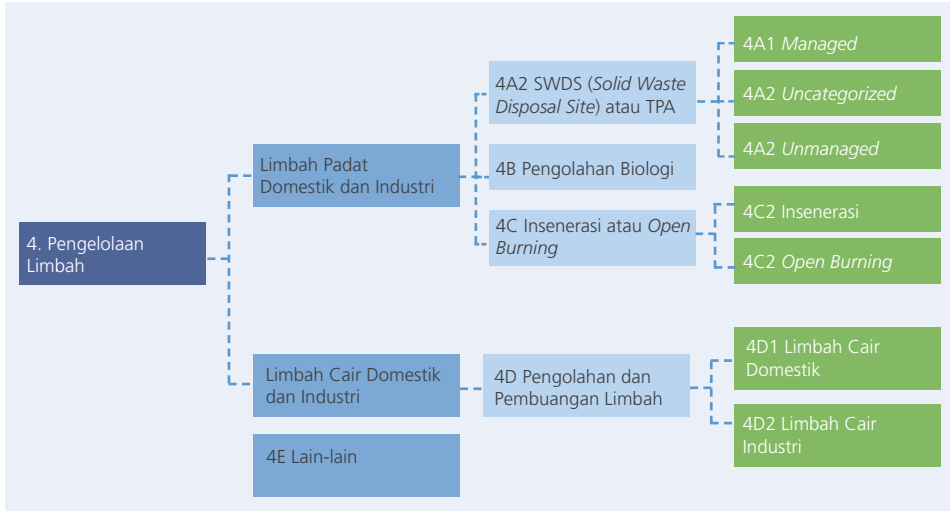 4. Pengelolaan
Limbah
Limbah Padat
Domestik dan Industri
4A2 SWDS (Solid Waste
Disposal Site) atau TPA
4A1 Managed
4A2 Uncategorized
4A2 Unmanaged
4B Pengolahan Biologi
4C Insenerasi atau Open
Burning
4C2 Insenerasi
4C2 Open Burning
Limbah Cair Domestik
dan Industri
4D Pengolahan dan
Pembuangan Limbah
4D1 Limbah Cair
Domestik
4D2 Limbah Cair
Industri
4E Lain-lain